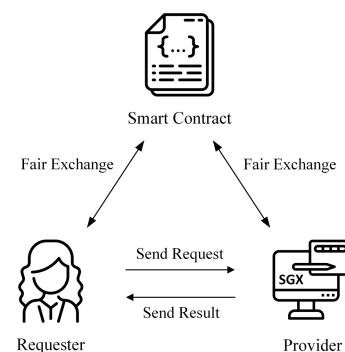 {...}
Smart Contract
Fair Exchange
Fair Exchange
Send Request
SGX
Send Result
Requester
Provider